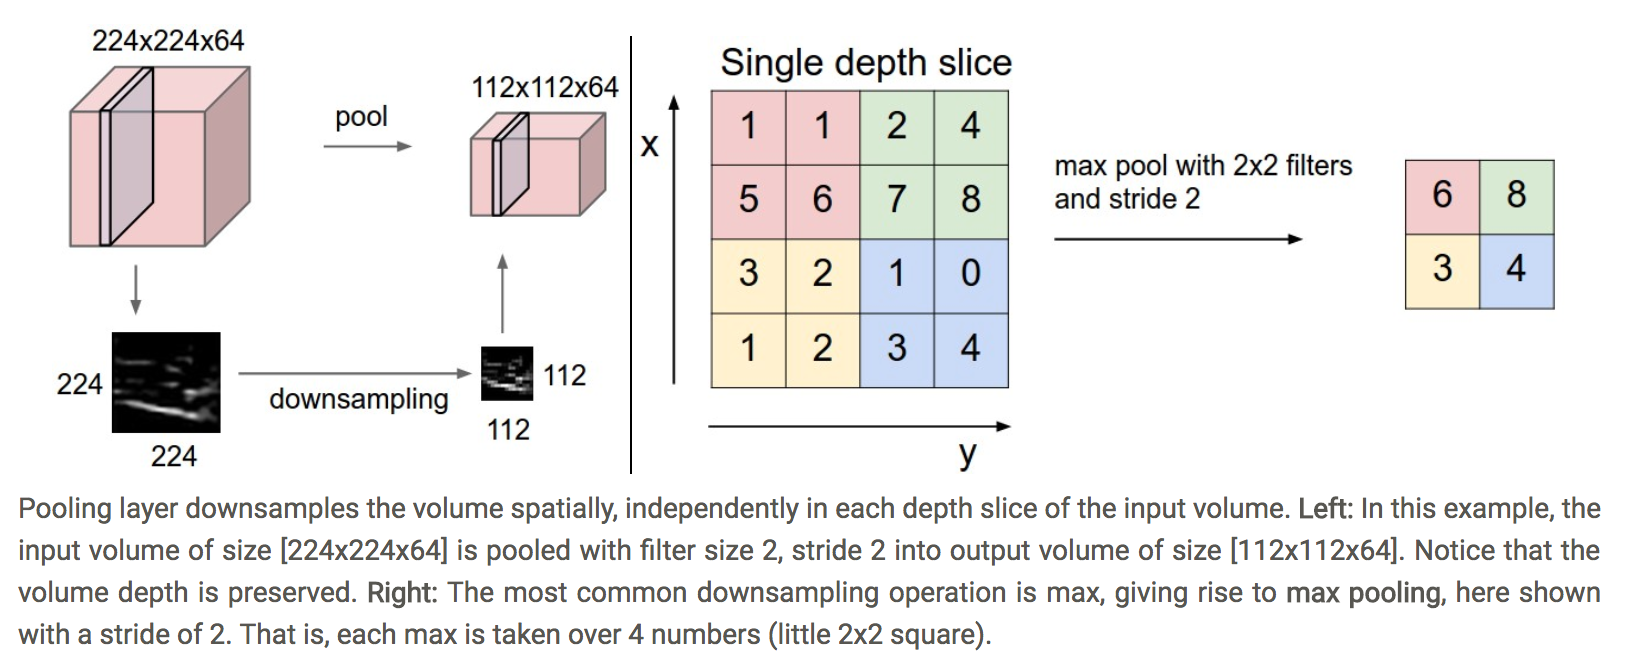 224x224x64
pool
112x112x64
224
224
downsampling
112
112
Single depth slice
x
1 1 2 4
5 6 7 8
3 2 1 0
1 2 3 4
y
max pool with 2x2 filters
and stride 2
6 8
3 4
Pooling layer downsamples the volume spatially, independently in each depth slice of the input volume. Left: In this example, the
input volume of size [224x224x64] is pooled with filter size 2, stride 2 into output volume of size [112x112x64]. Notice that the
volume depth is preserved. Right: The most common downsampling operation is max, giving rise to max pooling, here shown
with a stride of 2. That is, each max is taken over 4 numbers (little 2x2 square).